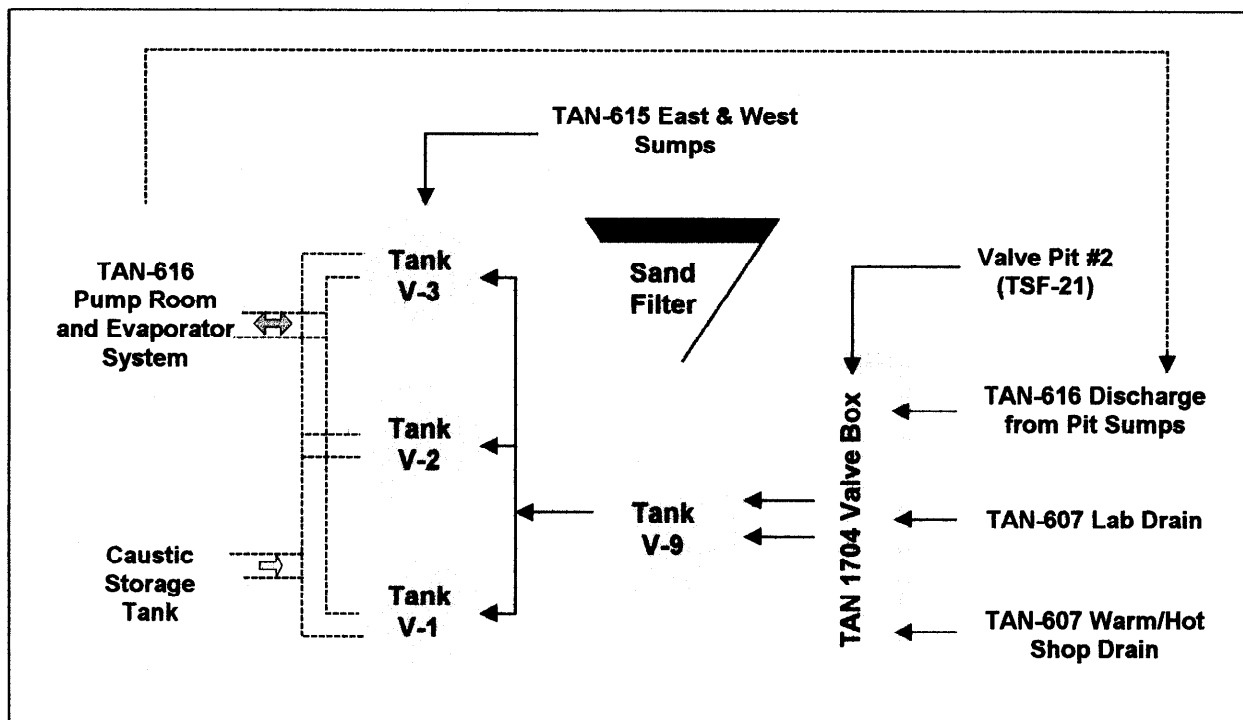 TAN-615 East & West
Sumps
TAN-616
Pump Room
and Evaporator
System
Tank
V-3
Sand
Filter
Valve Pit #2
(TSF-21)
TAN 1704 Valve Box
TAN-616 Discharge
from Pit Sumps
Tank
V-2
Tank
V-9
TAN-607 Lab Drain
Caustic
Storage
Tank
Tank
V-1
TAN-607 Warm/Hot
Shop Drain